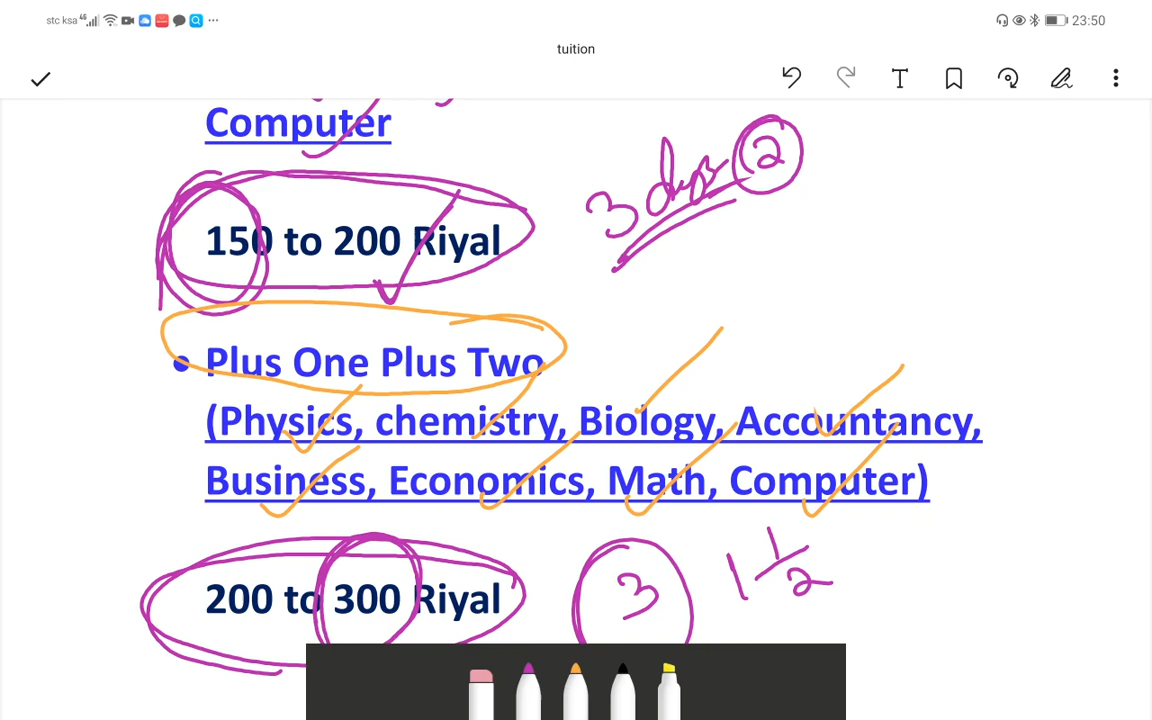 stc ksa 4G 23:50
tuition
Computer
3 days 2
150 to 200 Riyal
• Plus One Plus Two
(Physics, chemistry, Biology, Accountancy,
Business, Economics, Math, Computer)
200 to 300 Riyal 3 1 1/2